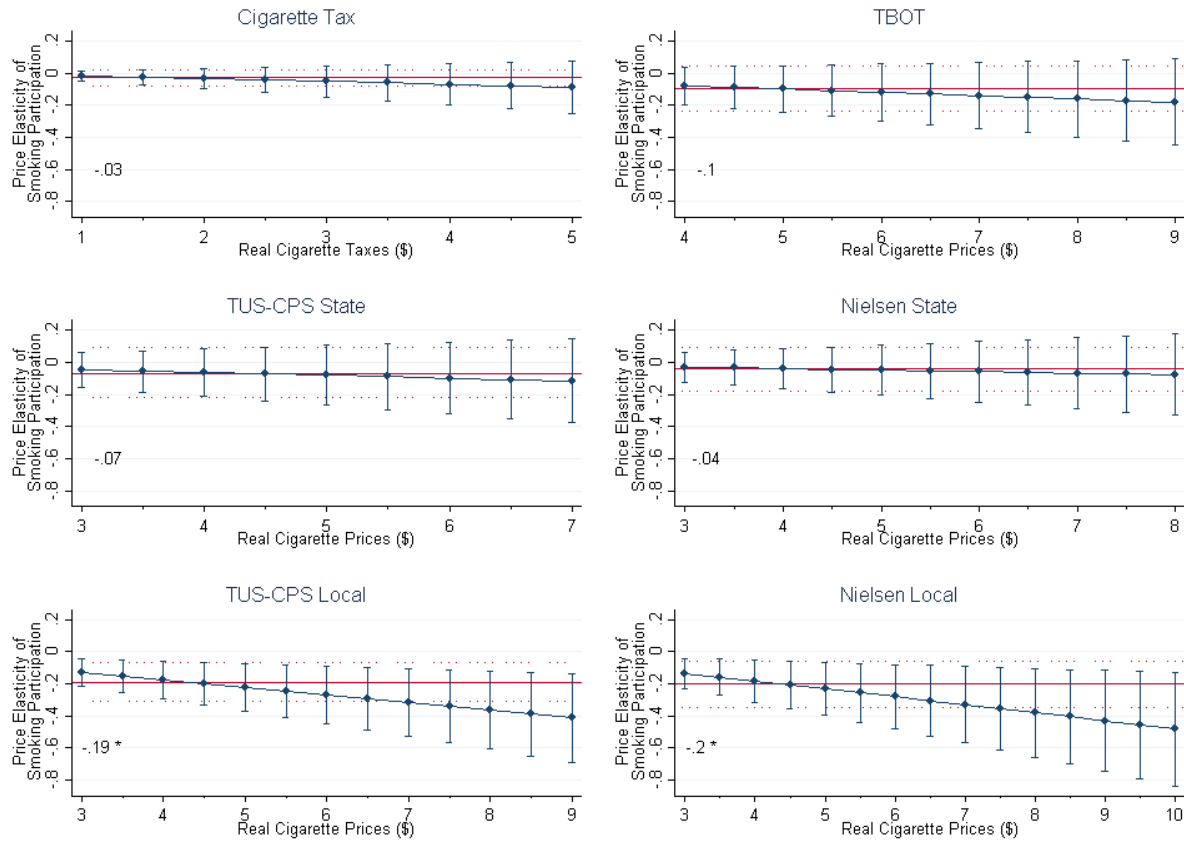 Cigarette Tax
Price Elasticity of
Smoking Participation
.2
0
-.2
-.4
-.6
-.8
-.03
1 2 3 4 5
Real Cigarette Taxes ($)
TBOT
Price Elasticity of
Smoking Participation
.2
0
-.2
-.4
-.6
-.8
-.1
4 5 6 7 8 9
Real Cigarette Prices ($)
TUS-CPS State
Price Elasticity of
Smoking Participation
.2
0
-.2
-.4
-.6
-.8
-.07
3 4 5 6 7
Real Cigarette Prices ($)
Nielsen State
Price Elasticity of
Smoking Participation
.2
0
-.2
-.4
-.6
-.8
-.04
3 4 5 6 7 8
Real Cigarette Prices ($)
TUS-CPS Local
Price Elasticity of
Smoking Participation
.2
0
-.2
-.4
-.6
-.8
-.19 *
3 4 5 6 7 8 9
Real Cigarette Prices ($)
Nielsen Local
Price Elasticity of
Smoking Participation
.2
0
-.2
-.4
-.6
-.8
-.2 *
3 4 5 6 7 8 9 10
Real Cigarette Prices ($)